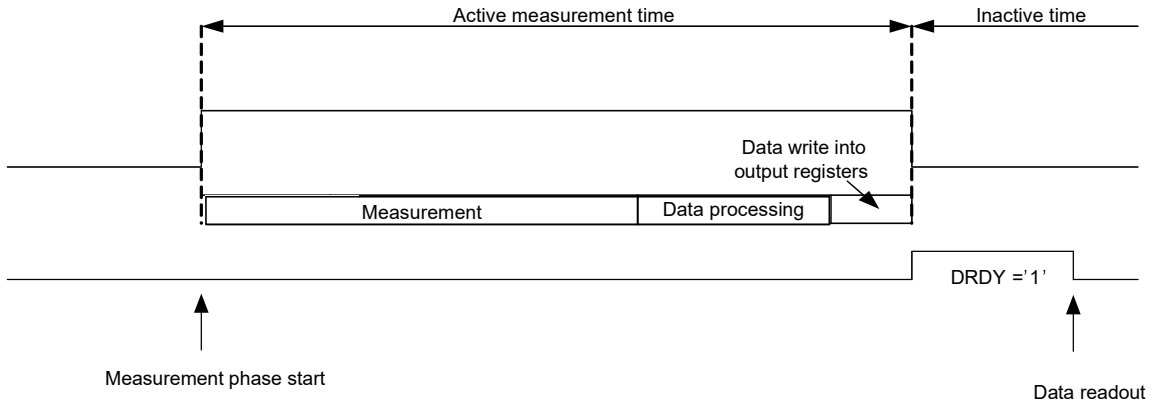 Active measurement time
Inactive time
Data write into
output registers
Measurement
Data processing
DRDY =’1’
Measurement phase start
Data readout